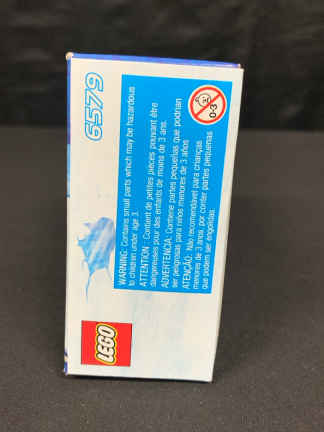 6579
WARNING: Contains small parts which may be hazardous
to children under age 3.
ATTENTION : Contient de petites pièces pouvant être
dangereuses pour des enfants de moins de 3 ans.
ADVERTENCIA: Contiene partes pequeñas que podrían
ser peligrosas para niños menores de 3 años
ATENÇÃO: Não recomendável para crianças
menores de 3 anos, por conter partes pequenas
que podem ser engolidas.
0-3
LEGO